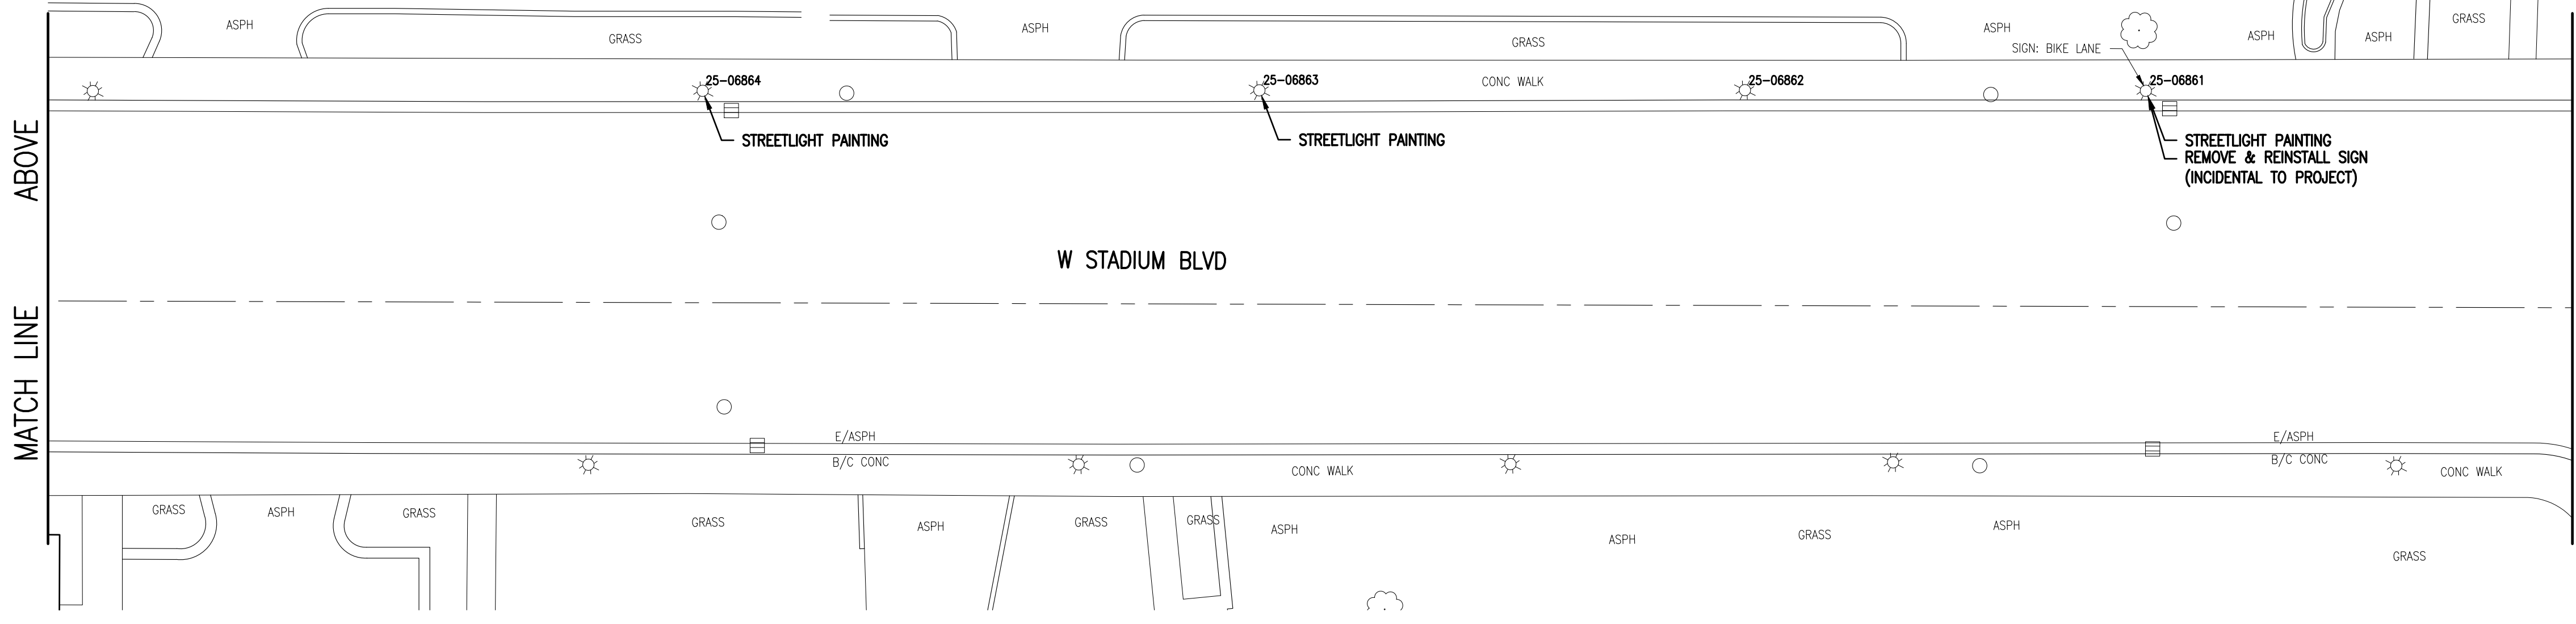 ASPH
GRASS
ASPH
GRASS
ASPH
SIGN: BIKE LANE
ASPH
ASPH
GRASS
25-06864
25-06863
CONC WALK
25-06862
25-06861
STREETLIGHT PAINTING
STREETLIGHT PAINTING
STREETLIGHT PAINTING
REMOVE & REINSTALL SIGN
(INCIDENTAL TO PROJECT)
MATCH LINE ABOVE
W STADIUM BLVD
E/ASPH
B/C CONC
CONC WALK
E/ASPH
B/C CONC
CONC WALK
GRASS
ASPH
GRASS
GRASS
ASPH
GRASS
GRASS
ASPH
ASPH
GRASS
ASPH
GRASS